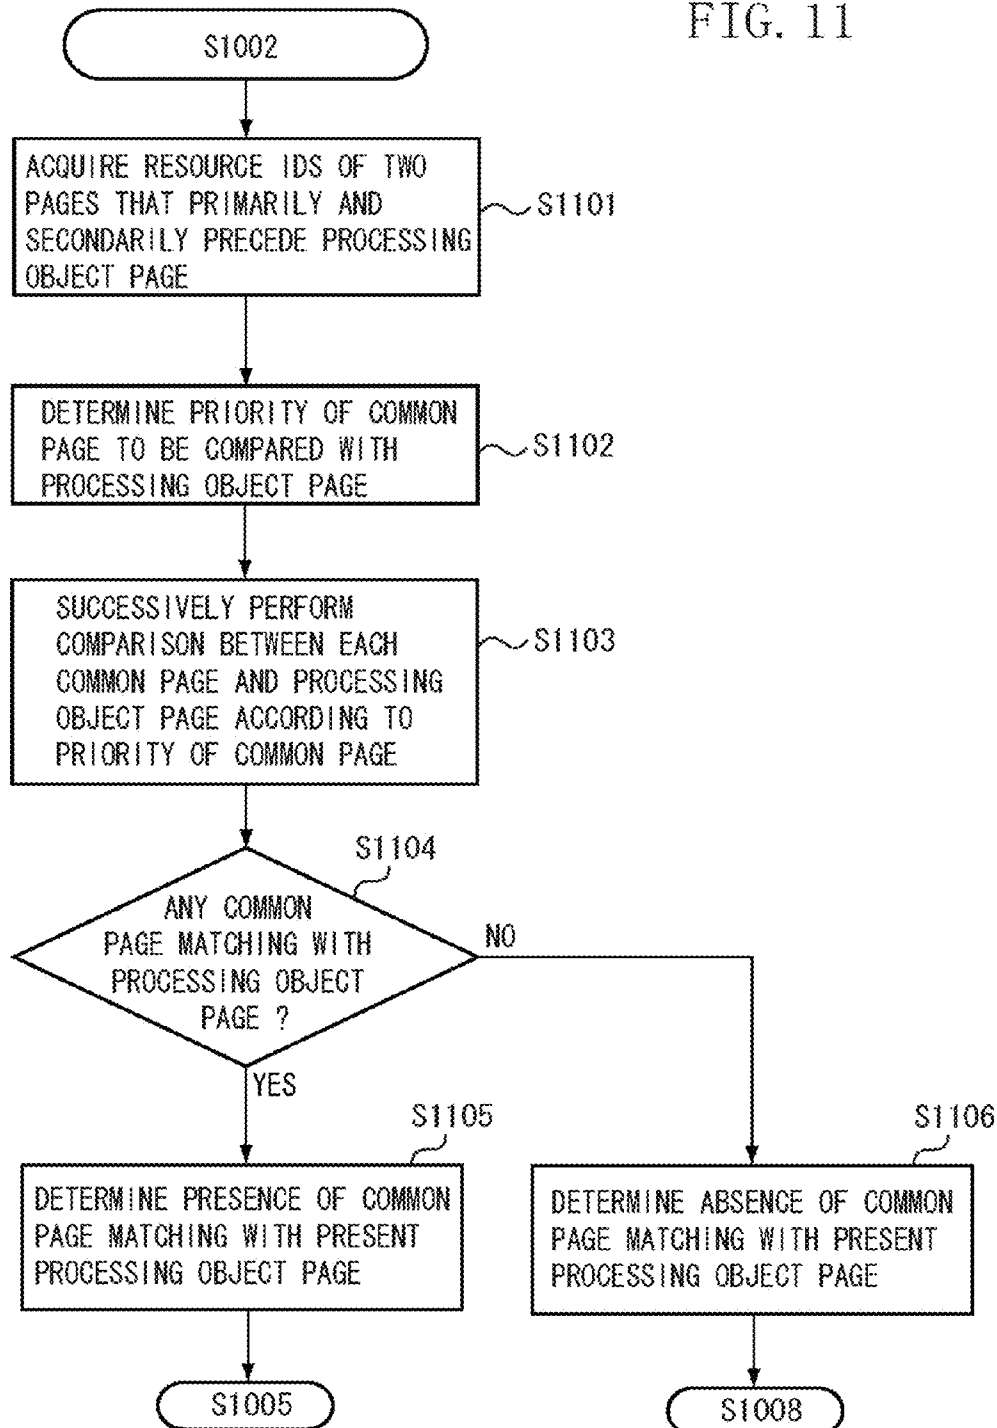 FIG. 11
S1002
ACQUIRE RESOURCE IDS OF TWO
PAGES THAT PRIMARILY AND
SECONDARILY PRECEDE PROCESSING
OBJECT PAGE
S1101
DETERMINE PRIORITY OF COMMON
PAGE TO BE COMPARED WITH
PROCESSING OBJECT PAGE
S1102
SUCCESSIVELY PERFORM
COMPARISON BETWEEN EACH
COMMON PAGE AND PROCESSING
OBJECT PAGE ACCORDING TO
PRIORITY OF COMMON PAGE
S1103
S1104
ANY COMMON
PAGE MATCHING WITH
PROCESSING OBJECT
PAGE ?
NO
YES
S1105
DETERMINE PRESENCE OF COMMON
PAGE MATCHING WITH PRESENT
PROCESSING OBJECT PAGE
S1005
S1106
DETERMINE ABSENCE OF COMMON
PAGE MATCHING WITH PRESENT
PROCESSING OBJECT PAGE
S1008